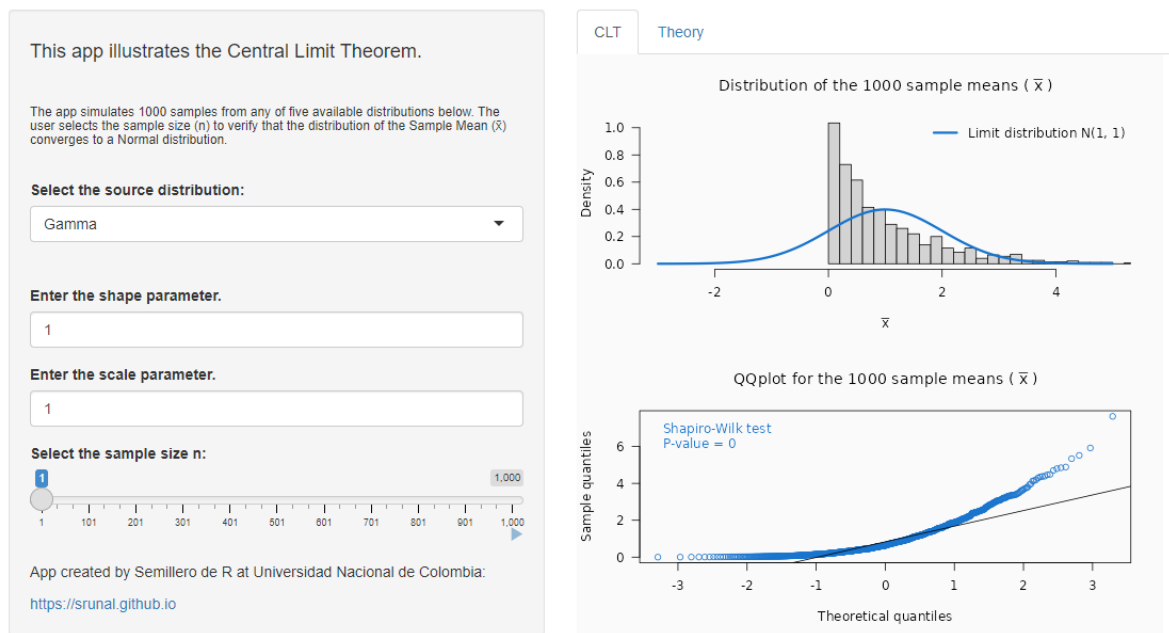 This app illustrates the Central Limit Theorem.
The app simulates 1000 samples from any of five available distributions below. The
user selects the sample size (n) to verify that the distribution of the Sample Mean (x̄)
converges to a Normal distribution.
Select the source distribution:
Gamma
Enter the shape parameter.
1
Enter the scale parameter.
1
Select the sample size n:
1 1,000
1 101 201 301 401 501 601 701 801 901 1,000
App created by Semillero de R at Universidad Nacional de Colombia:
https://srunal.github.io
CLT Theory
Distribution of the 1000 sample means ( x̄ )
Limit distribution N(1, 1)
Density
1.0
0.8
0.6
0.4
0.2
0.0
-2 0 2 4
x̄
QQplot for the 1000 sample means ( x̄ )
Shapiro-Wilk test
P-value = 0
Sample quantiles
6
4
2
0
-3 -2 -1 0 1 2 3
Theoretical quantiles